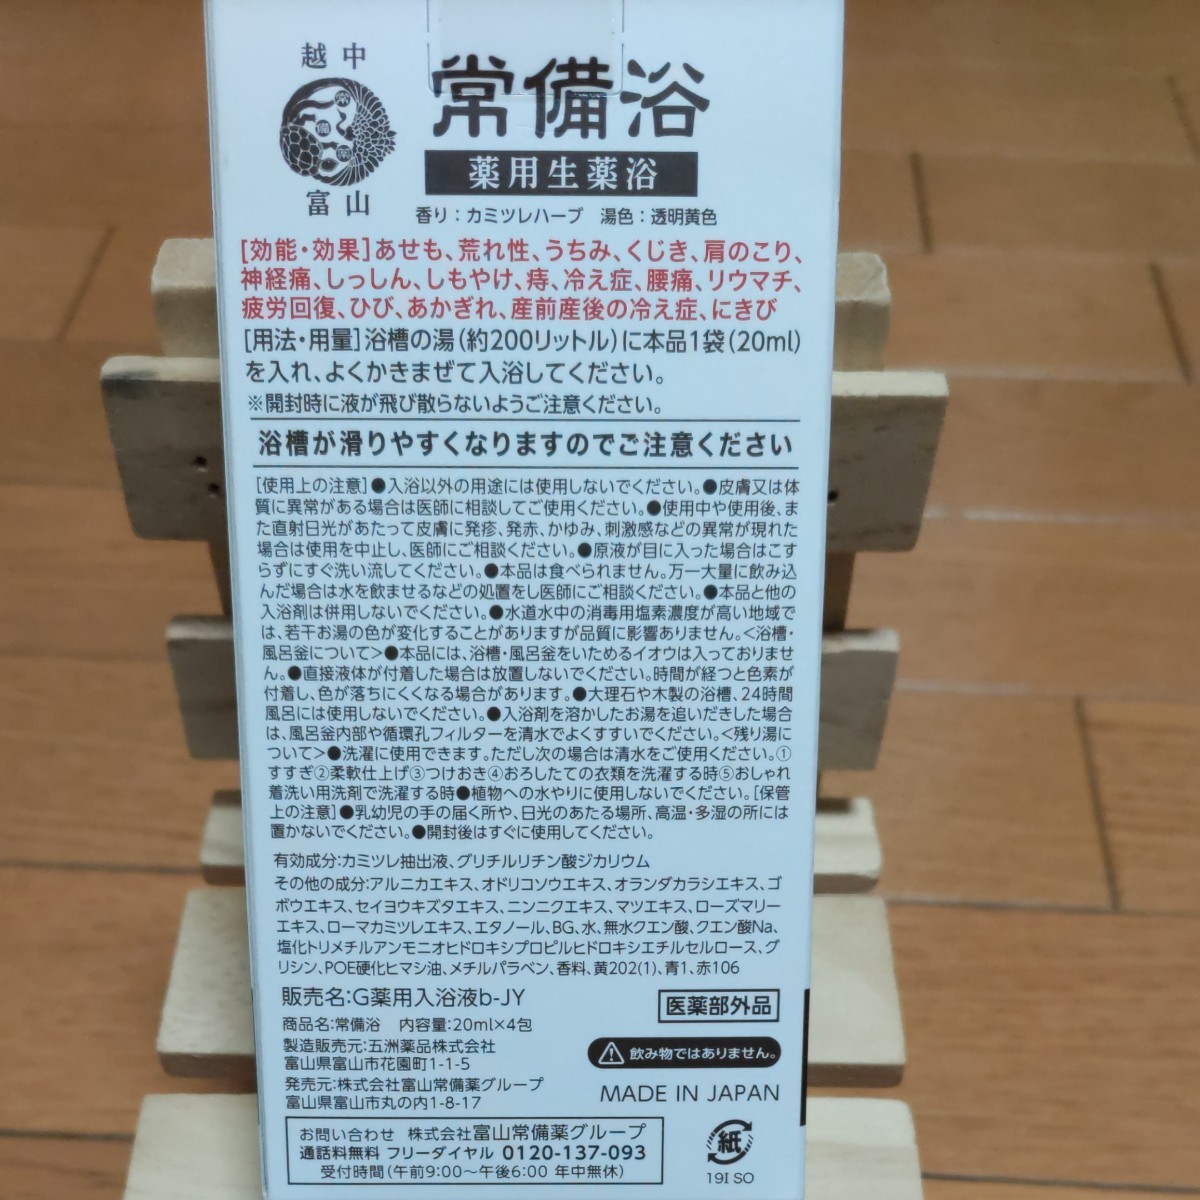 越中
富山
常備浴
薬用生薬浴
香り：カミツレハーブ　湯色：透明黄色
[効能・効果]あせも、荒れ性、うちみ、くじき、肩のこり、
神経痛、しっしん、しもやけ、痔、冷え症、腰痛、リウマチ、
疲労回復、ひび、あかぎれ、産前産後の冷え症、にきび
[用法・用量]浴槽の湯(約200リットル)に本品1袋(20ml)
を入れ、よくかきまぜて入浴してください。
※開封時に液が飛び散らないようご注意ください。
浴槽が滑りやすくなりますのでご注意ください
[使用上の注意]●入浴以外の用途には使用しないでください。●皮膚又は体
質に異常がある場合は医師に相談してご使用ください。●使用中や使用後、ま
た直射日光があたって皮膚に発疹、発赤、かゆみ、刺激感などの異常が現れた
場合は使用を中止し、医師にご相談ください。●原液が目に入った場合はこす
らずにすぐ洗い流してください。●本品は食べられません。万一大量に飲み込
んだ場合は水を飲ませるなどの処置をし医師にご相談ください。●本品と他の
入浴剤は併用しないでください。●水道水中の消毒用塩素濃度が高い地域で
は、若干お湯の色が変化することがありますが品質に影響ありません。<浴槽・
風呂釜について>●本品には、浴槽・風呂釜をいためるイオウは入っておりませ
ん。●直接液体が付着した場合は放置しないでください。時間が経つと色素が
付着し、色が落ちにくくなる場合があります。●大理石や木製の浴槽、24時間
風呂には使用しないでください。●入浴剤を溶かしたお湯を追いだきした場合
は、風呂釜内部や循環孔フィルターを清水でよくすすいでください。<残り湯に
ついて>●洗濯に使用できます。ただし次の場合は清水をご使用ください。①
すすぎ②柔軟仕上げ③つけおき④おろしたての衣類を洗濯する時⑤おしゃれ
着洗い用洗剤で洗濯する時●植物への水やりに使用しないでください。[保管
上の注意]●乳幼児の手の届く所や、日光のあたる場所、高温・多湿の所には
置かないでください。●開封後はすぐに使用してください。
有効成分:カミツレ抽出液、グリチルリチン酸ジカリウム
その他の成分:アルニカエキス、オドリコソウエキス、オランダカラシエキス、ゴ
ボウエキス、セイヨウキズタエキス、ニンニクエキス、マツエキス、ローズマリー
エキス、ローマカミツレエキス、エタノール、BG、水、無水クエン酸、クエン酸Na、
塩化トリメチルアンモニオヒドロキシプロピルヒドロキシエチルセルロース、グ
リシン、POE硬化ヒマシ油、メチルパラベン、香料、黄202(1)、青1、赤106
販売名:G薬用入浴液b-JY
医薬部外品
商品名:常備浴　内容量:20ml×4包
製造販売元:五洲薬品株式会社
富山県富山市花園町1-1-5
飲み物ではありません。
発売元:株式会社富山常備薬グループ
富山県富山市丸の内1-8-17
MADE IN JAPAN
お問い合わせ　株式会社富山常備薬グループ
通話料無料 フリーダイヤル 0120-137-093
受付時間(午前9:00〜午後6:00 年中無休)
紙
19I SO